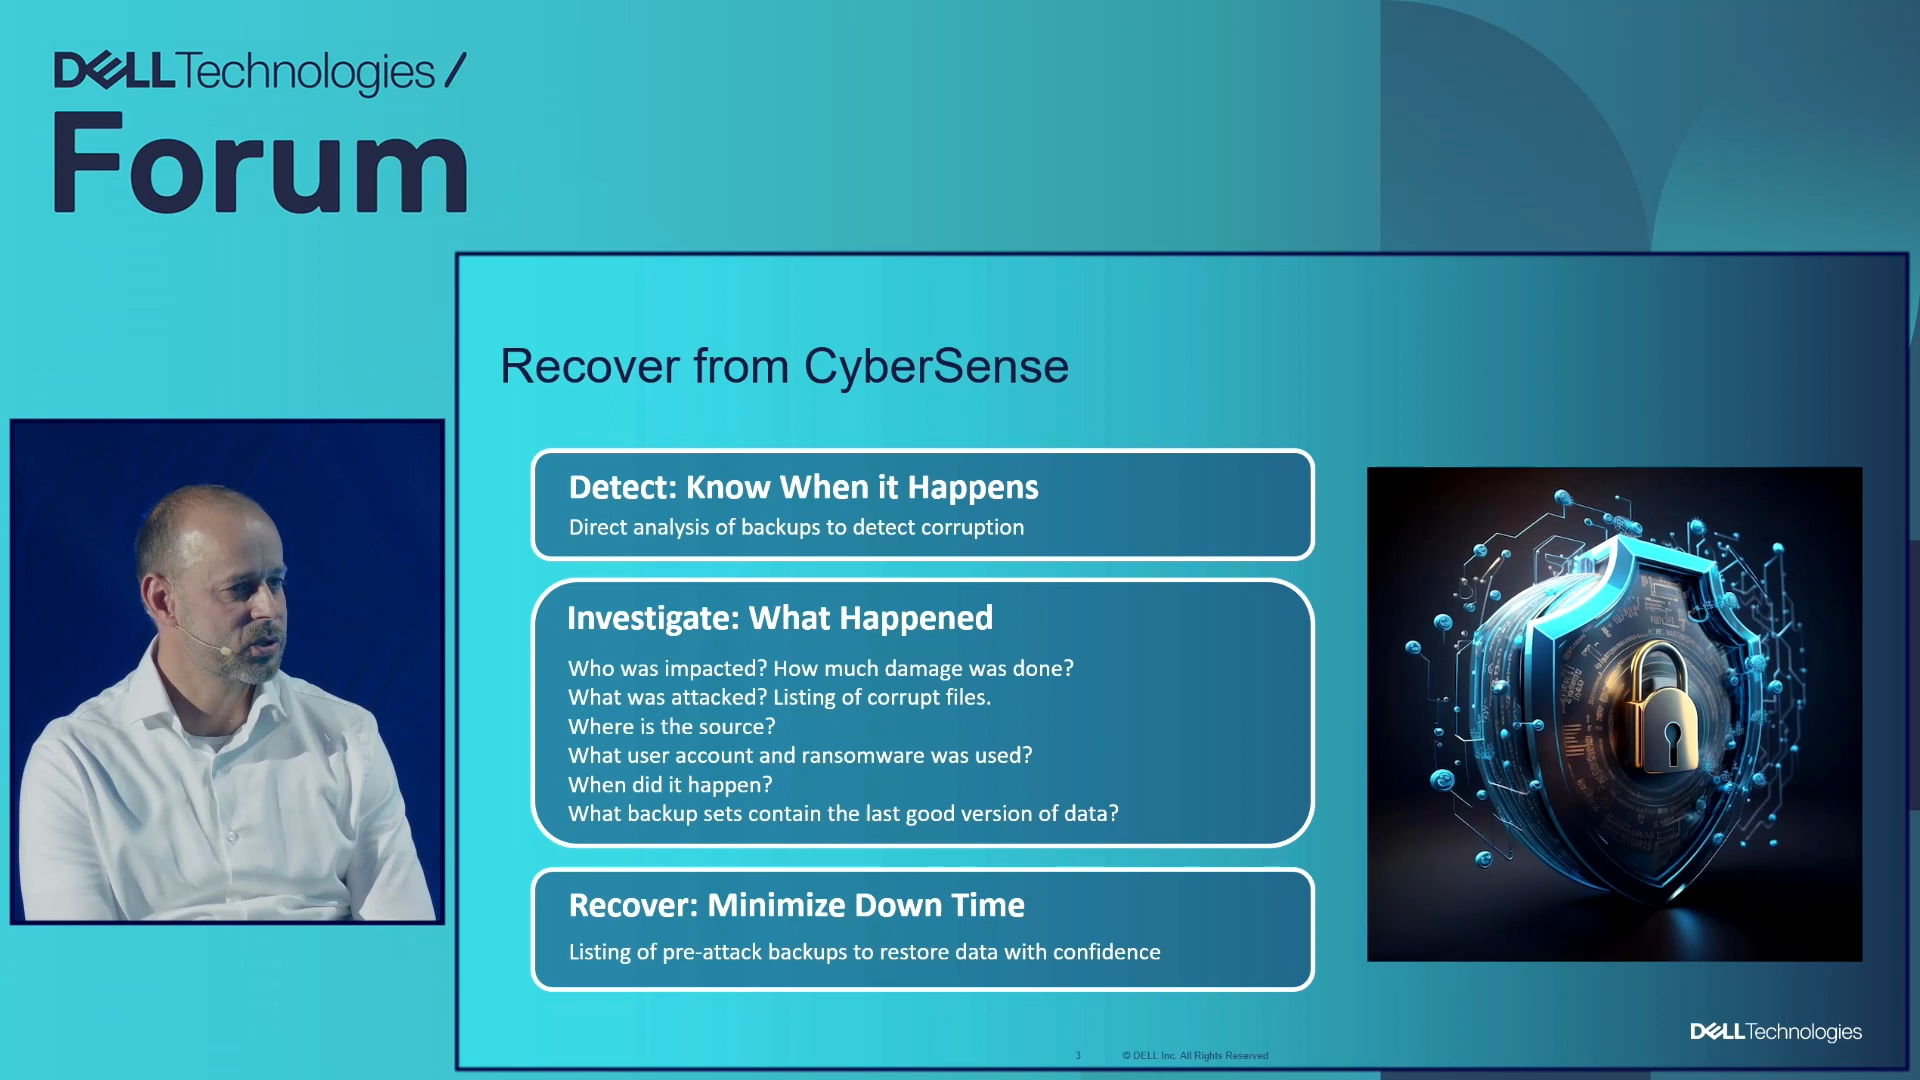 DELLTechnologies /
Forum
Recover from CyberSense
Detect: Know When it Happens
Direct analysis of backups to detect corruption
Investigate: What Happened
Who was impacted? How much damage was done?
What was attacked? Listing of corrupt files.
Where is the source?
What user account and ransomware was used?
When did it happen?
What backup sets contain the last good version of data?
Recover: Minimize Down Time
Listing of pre-attack backups to restore data with confidence
DELLTechnologies
3 © DELL Inc. All Rights Reserved